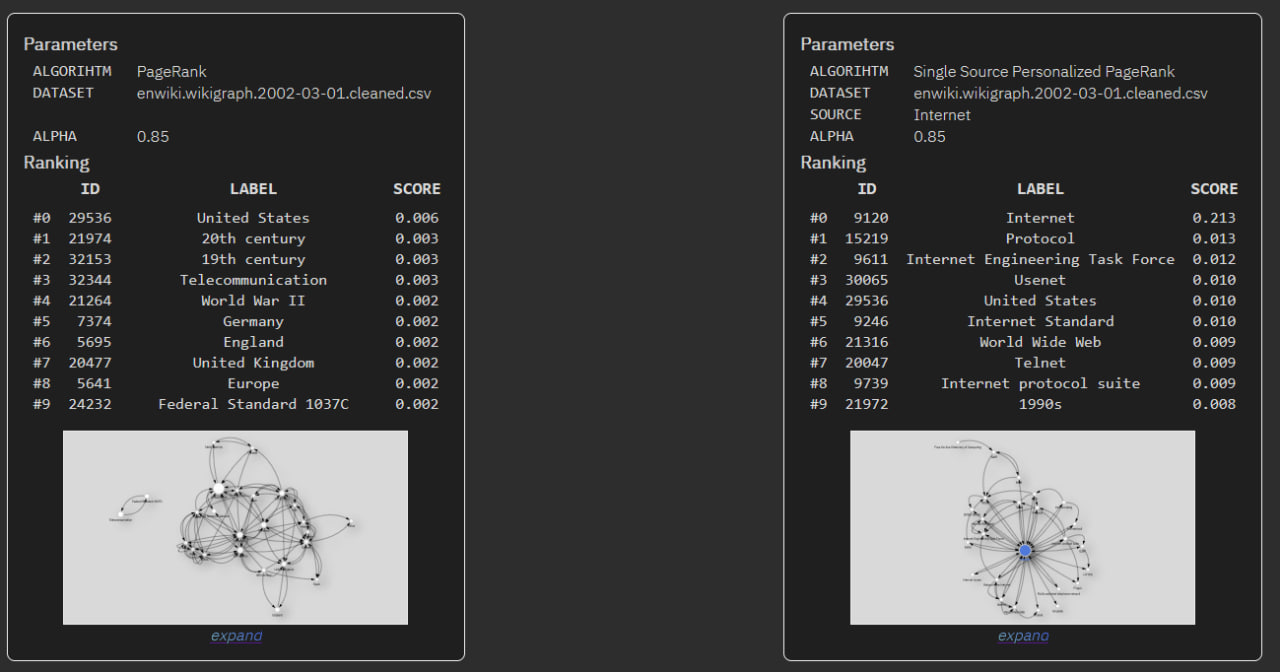 Parameters
ALGORIHTM PageRank
DATASET enwiki.wikigraph.2002-03-01.cleaned.csv
ALPHA 0.85
Ranking
ID LABEL SCORE
#0 29536 United States 0.006
#1 21974 20th century 0.003
#2 32153 19th century 0.003
#3 32344 Telecommunication 0.003
#4 21264 World War II 0.002
#5 7374 Germany 0.002
#6 5695 England 0.002
#7 20477 United Kingdom 0.002
#8 5641 Europe 0.002
#9 24232 Federal Standard 1037C 0.002
expand
Parameters
ALGORIHTM Single Source Personalized PageRank
DATASET enwiki.wikigraph.2002-03-01.cleaned.csv
SOURCE Internet
ALPHA 0.85
Ranking
ID LABEL SCORE
#0 9120 Internet 0.213
#1 15219 Protocol 0.013
#2 9611 Internet Engineering Task Force 0.012
#3 30065 Usenet 0.010
#4 29536 United States 0.010
#5 9246 Internet Standard 0.010
#6 21316 World Wide Web 0.009
#7 20047 Telnet 0.009
#8 9739 Internet protocol suite 0.009
#9 21972 1990s 0.008
expand